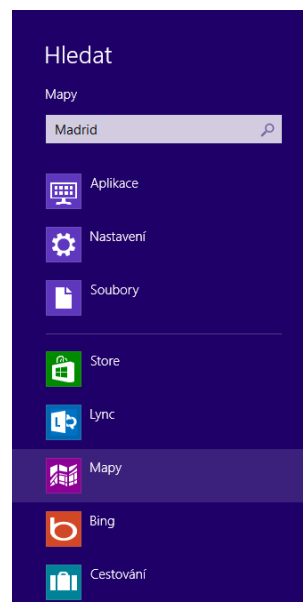 Hledat
Mapy
Madrid
Aplikace
Nastavení
Soubory
Store
Lync
Mapy
Bing
Cestování